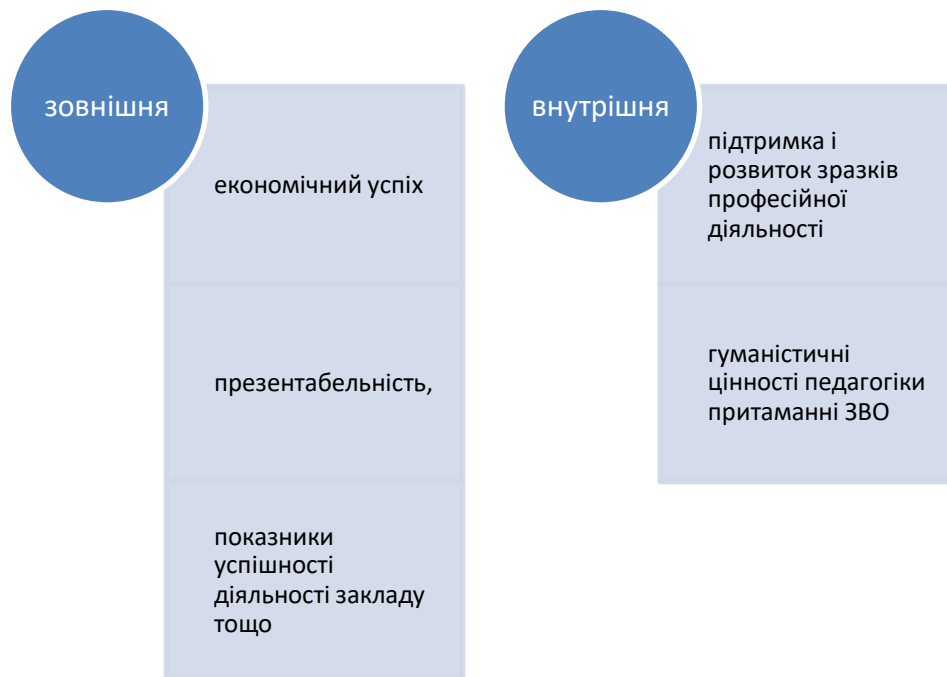 зовнішня
економічний успіх
презентабельність,
показники
успішності
діяльності закладу
тощо
внутрішня
підтримка і
розвиток зразків
професійної
діяльності
гуманістичні
цінності педагогіки
притаманні ЗВО